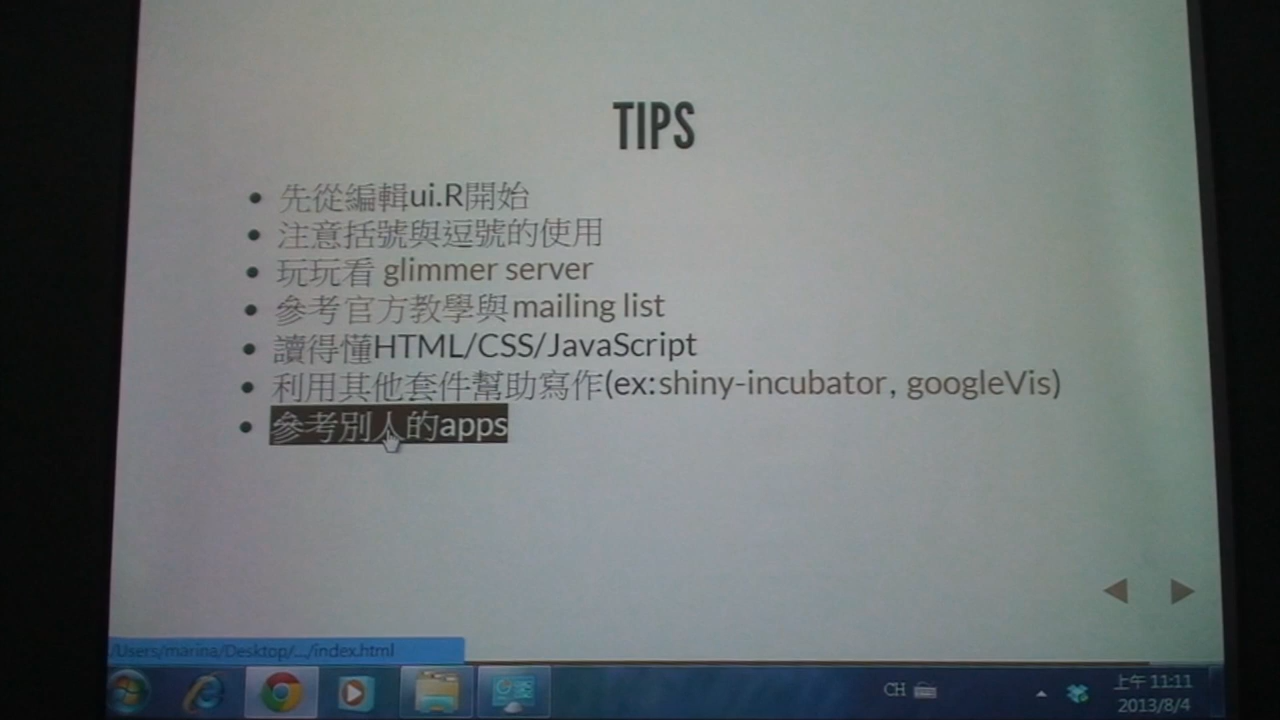 TIPS
先從編輯ui.R開始
注意括號與逗號的使用
玩玩看 glimmer server
參考官方教學與mailing list
讀得懂HTML/CSS/JavaScript
利用其他套件幫助寫作(ex:shiny-incubator, googleVis)
參考別人的apps
/Users/marina/Desktop/.../index.html
CH
上午 11:11
2013/8/4